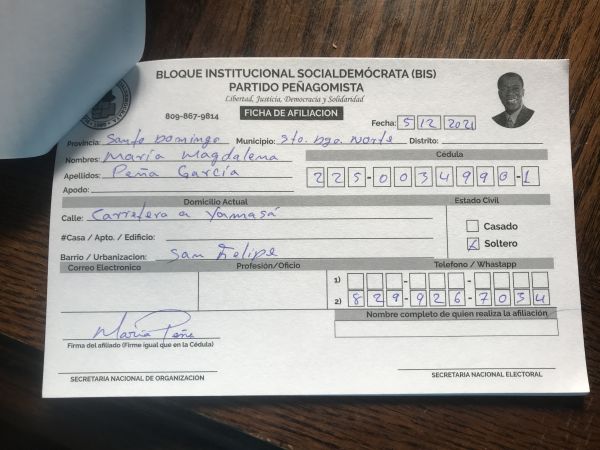 BLOQUE INSTITUCIONAL SOCIALDEMÓCRATA (BIS)
PARTIDO PEÑAGOMISTA
Libertad, Justicia, Democracia y Solidaridad
809-867-9814 FICHA DE AFILIACION Fecha: 5 12 2021
Provincia: Santo Domingo Municipio: Sto. Dgo. Norte Distrito:
Nombres: María Magdalena Cédula
Apellidos: Peña García 225-0034998-1
Apodo:
Domicilio Actual Estado Civil
Calle: Carretera a Yamasá Casado
#Casa / Apto. / Edificio: Soltero
Barrio / Urbanizacion: San Felipe
Correo Electronico Profesión/Oficio Telefono / Whastapp
1)
2) 829-926-7034
Nombre completo de quien realiza la afiliación
María Peña
Firma del afiliado (Firme igual que en la Cédula)
SECRETARIA NACIONAL DE ORGANIZACION SECRETARIA NACIONAL ELECTORAL